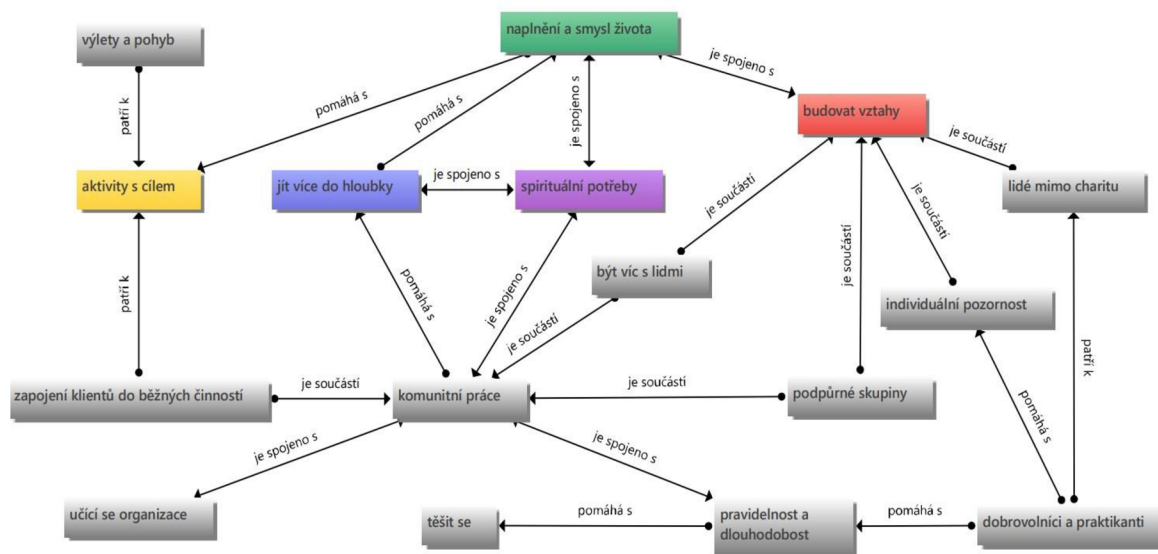 naplnění a smysl života
výlety a pohyb
je spojeno s
pomáhá s
pomáhá s
je spojeno s
patří k
budovat vztahy
je součástí
aktivity s cílem
jít více do hloubky
je spojeno s
spirituální potřeby
lidé mimo charitu
je součástí
je součástí
je součástí
být víc s lidmi
patří k
pomáhá s
je spojeno s
individuální pozornost
je součástí
patří k
zapojení klientů do běžných činností
je součástí
komunitní práce
je součástí
podpůrné skupiny
pomáhá s
je spojeno s
je spojeno s
učící se organizace
těšit se
pomáhá s
pravidelnost a
dlouhodobost
pomáhá s
dobrovolníci a praktikanti